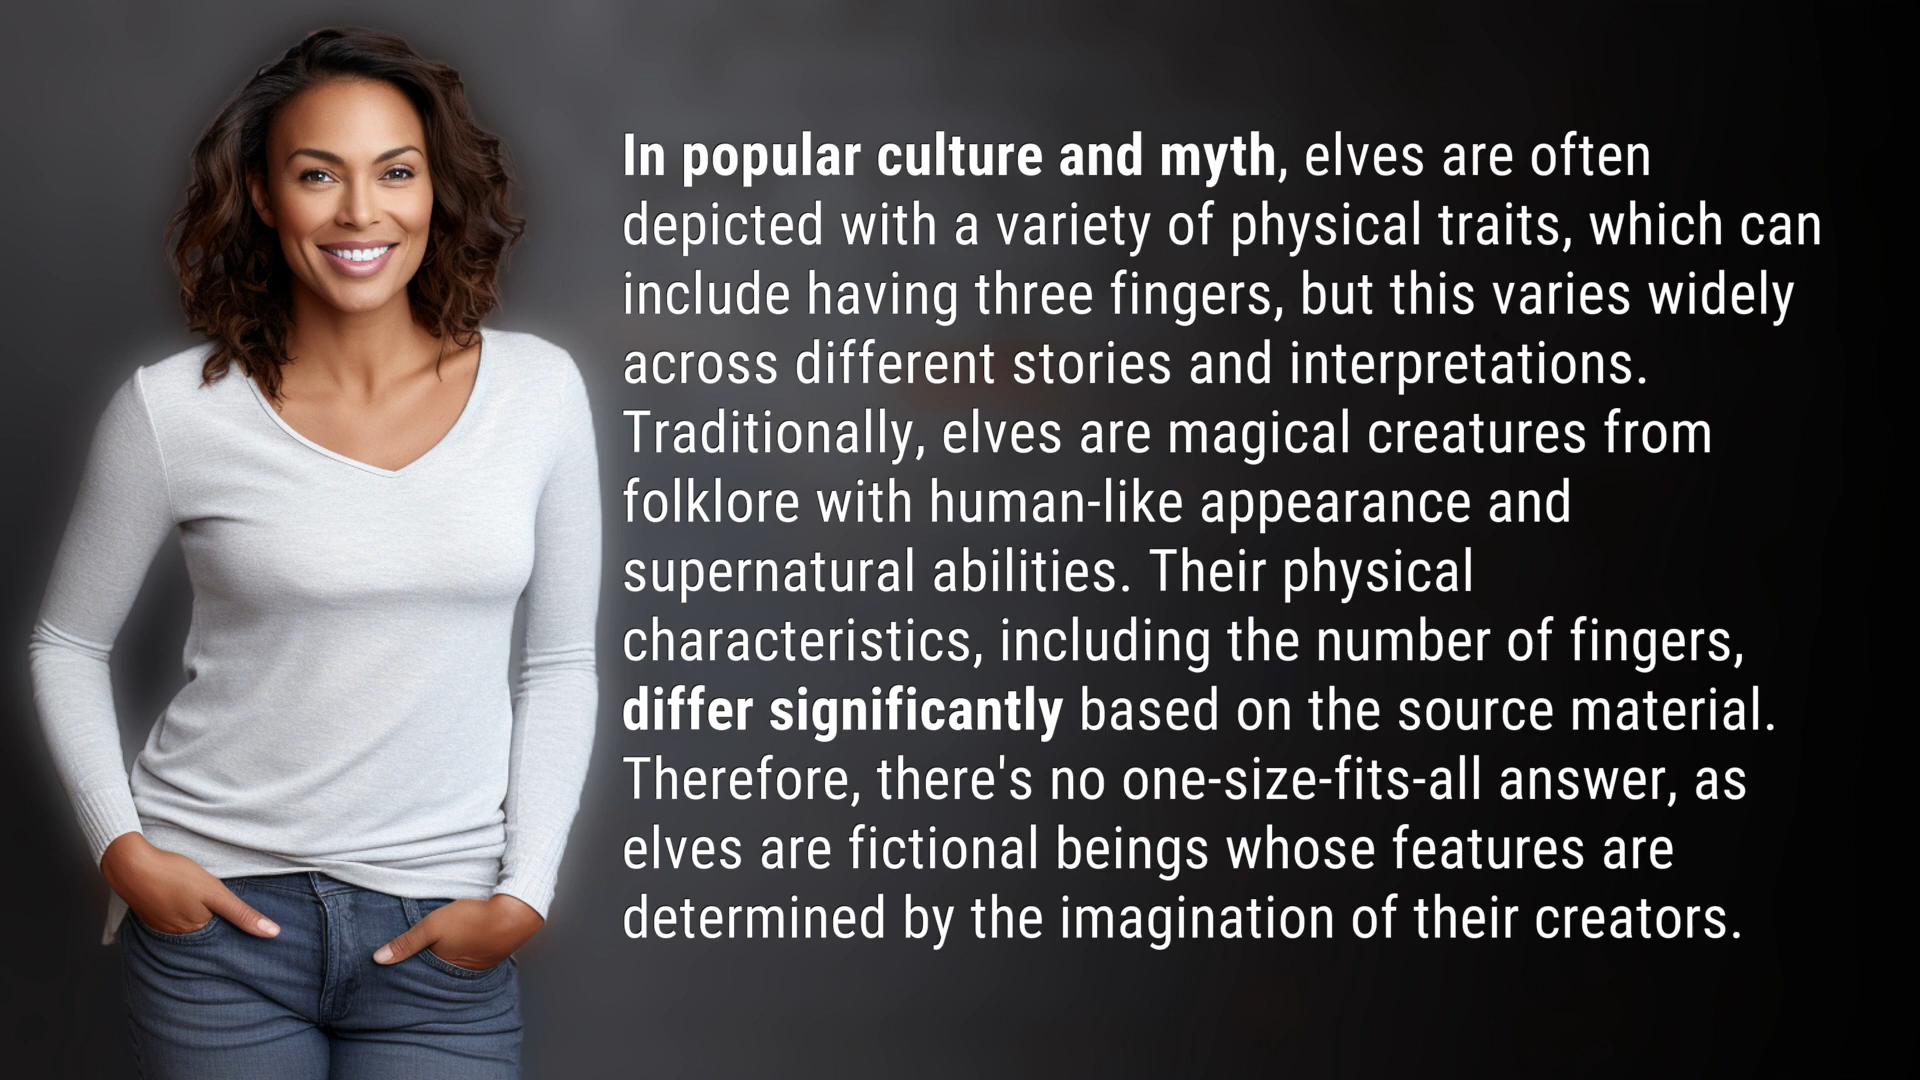 In popular culture and myth, elves are often
depicted with a variety of physical traits, which can
include having three fingers, but this varies widely
across different stories and interpretations.
Traditionally, elves are magical creatures from
folklore with human-like appearance and
supernatural abilities. Their physical
characteristics, including the number of fingers,
differ significantly based on the source material.
Therefore, there's no one-size-fits-all answer, as
elves are fictional beings whose features are
determined by the imagination of their creators.